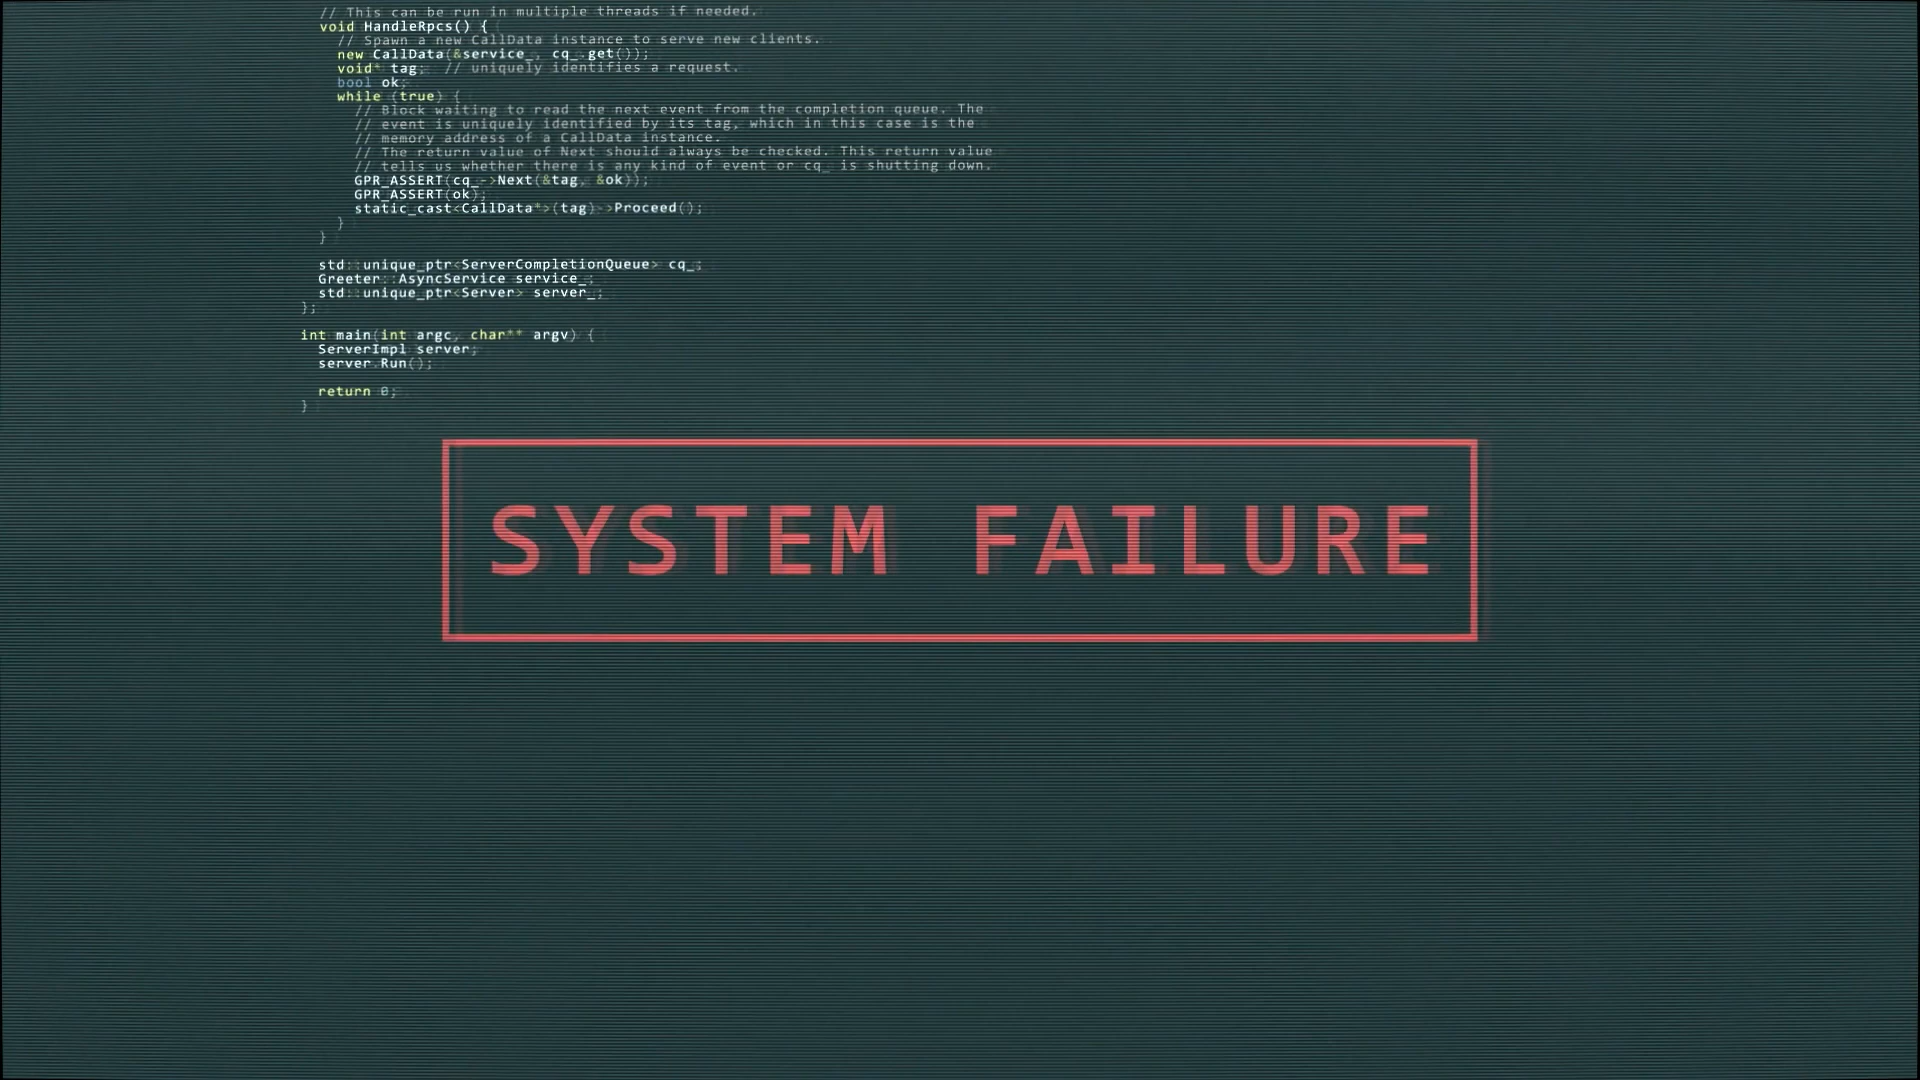 // This can be run in multiple threads if needed.
void HandleRpcs() {
// Spawn a new CallData instance to serve new clients.
new CallData(&service_, cq_.get());
void* tag; // uniquely identifies a request.
bool ok;
while (true) {
// Block waiting to read the next event from the completion queue. The
// event is uniquely identified by its tag, which in this case is the
// memory address of a CallData instance.
// The return value of Next should always be checked. This return value
// tells us whether there is any kind of event or cq_ is shutting down.
GPR_ASSERT(cq_->Next(&tag, &ok));
GPR_ASSERT(ok);
static_cast<CallData*>(tag)->Proceed();
}
}
std::unique_ptr<ServerCompletionQueue> cq_;
Greeter::AsyncService service_;
std::unique_ptr<Server> server_;
};
int main(int argc, char** argv) {
ServerImpl server;
server.Run();
return 0;
}
SYSTEM FAILURE